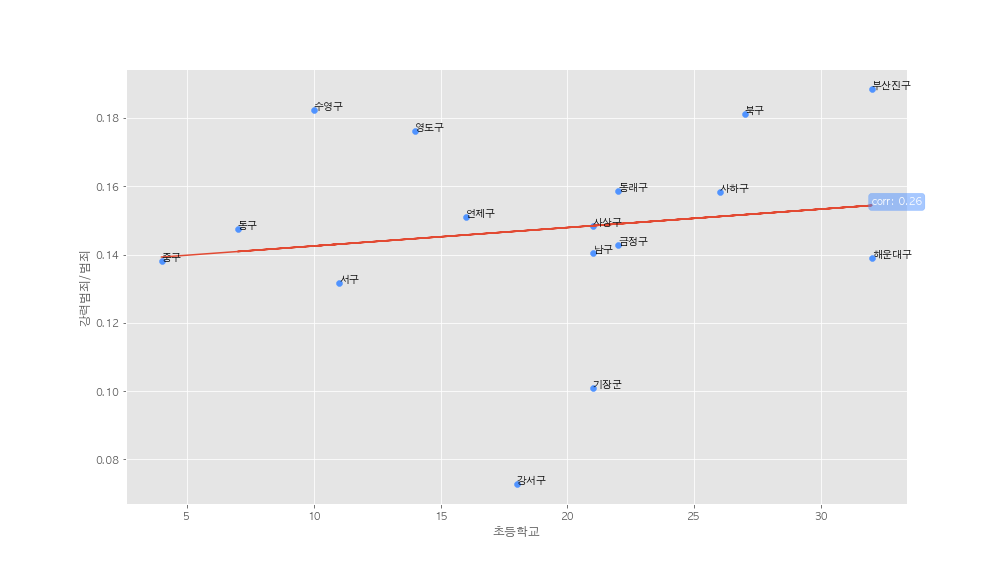 부산진구
0.18
수영구
북구
영도구
0.16
동래구
사하구
corr: 0.26
연제구
동구
사상구
금정구
0.14
중구
남구
해운대구
서구
강력범죄/범죄
0.12
0.10
기장군
0.08
강서구
5
10
15
20
25
30
초등학교